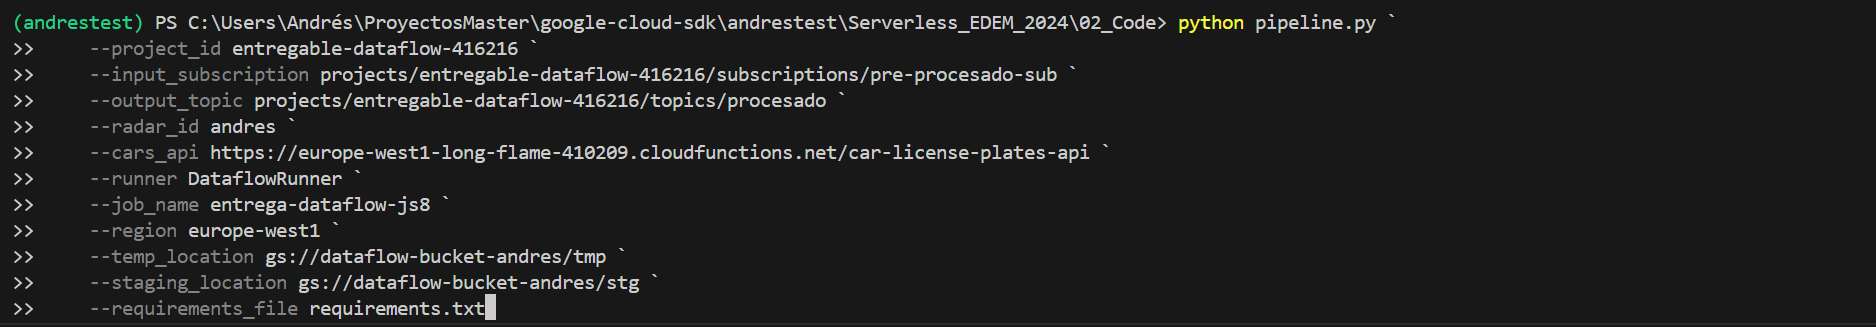 (andrestest) PS C:\Users\Andrés\ProyectosMaster\google-cloud-sdk\andrestest\Serverless_EDEM_2024\02_Code> python pipeline.py `
>>     --project_id entregable-dataflow-416216 `
>>     --input_subscription projects/entregable-dataflow-416216/subscriptions/pre-procesado-sub `
>>     --output_topic projects/entregable-dataflow-416216/topics/procesado `
>>     --radar_id andres `
>>     --cars_api https://europe-west1-long-flame-410209.cloudfunctions.net/car-license-plates-api `
>>     --runner DataflowRunner `
>>     --job_name entrega-dataflow-js8 `
>>     --region europe-west1 `
>>     --temp_location gs://dataflow-bucket-andres/tmp `
>>     --staging_location gs://dataflow-bucket-andres/stg `
>>     --requirements_file requirements.txt